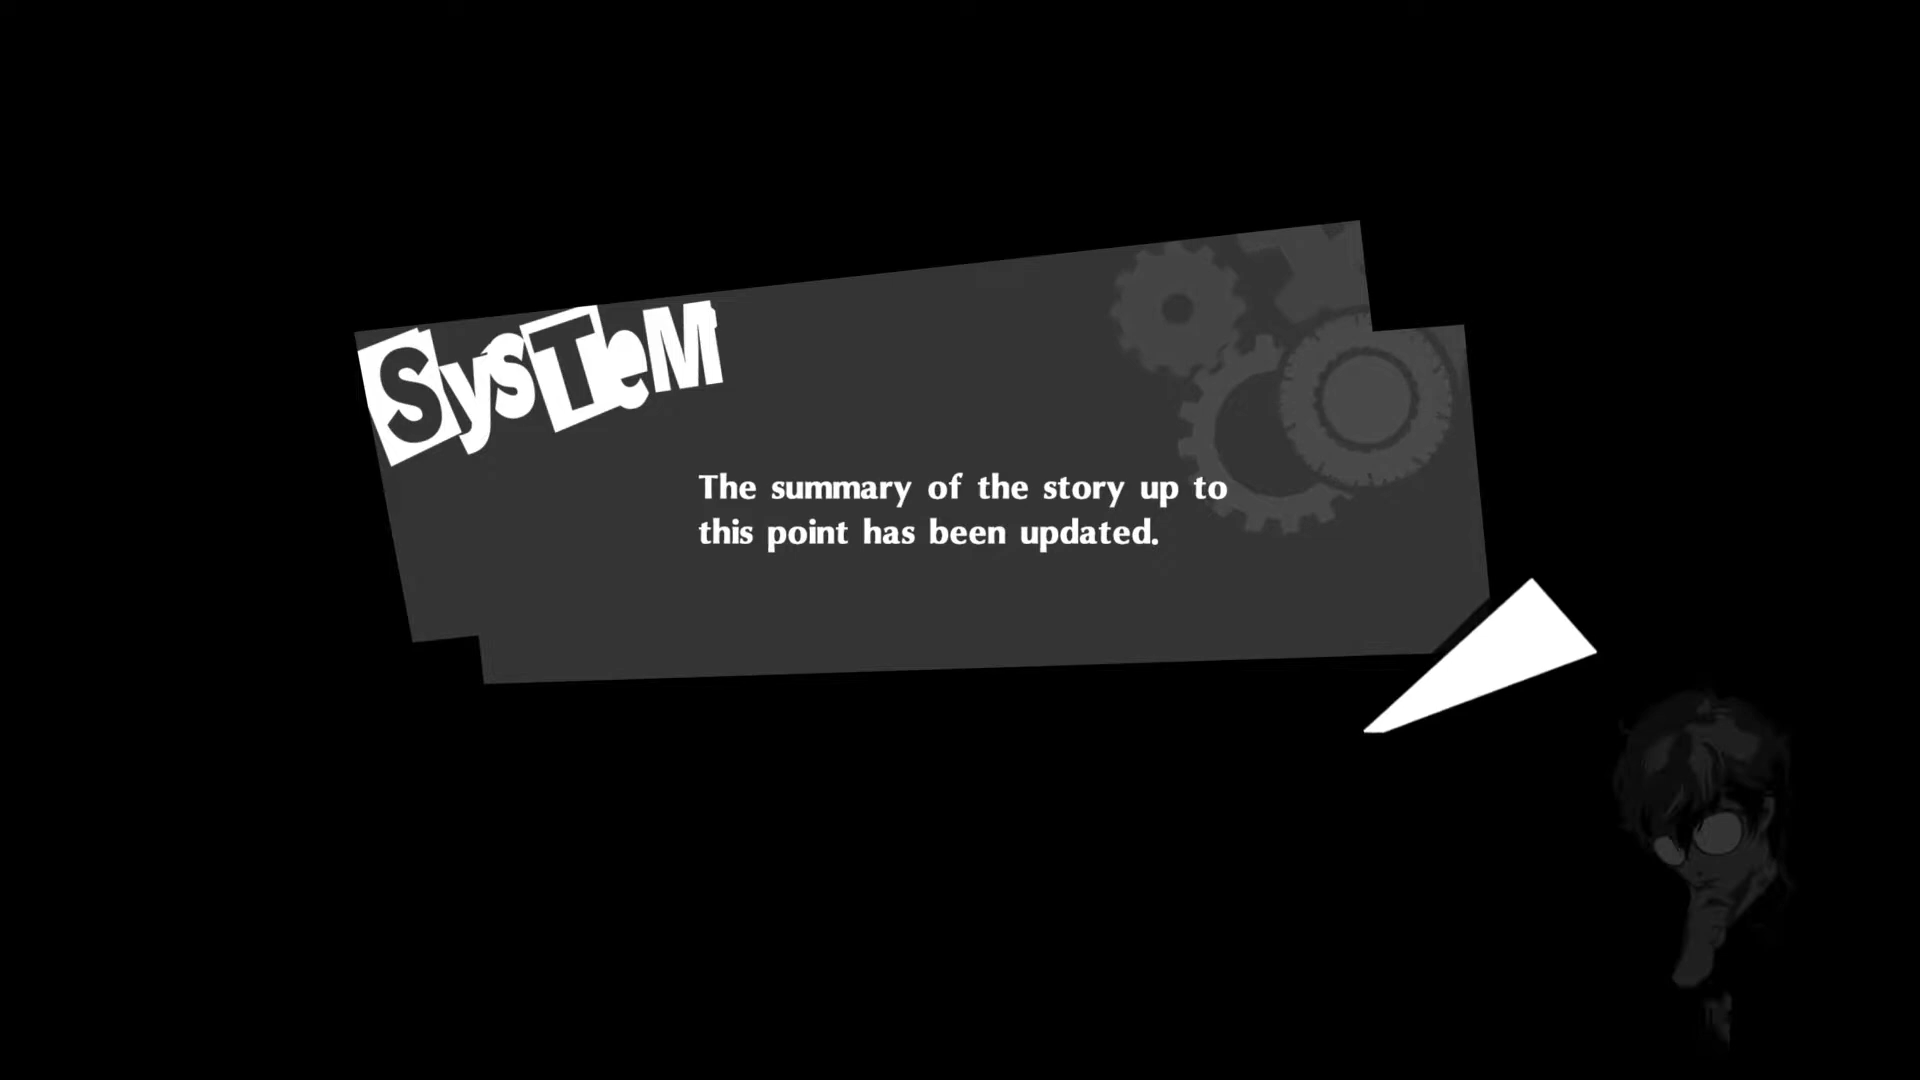 SysTeM
The summary of the story up to
this point has been updated.